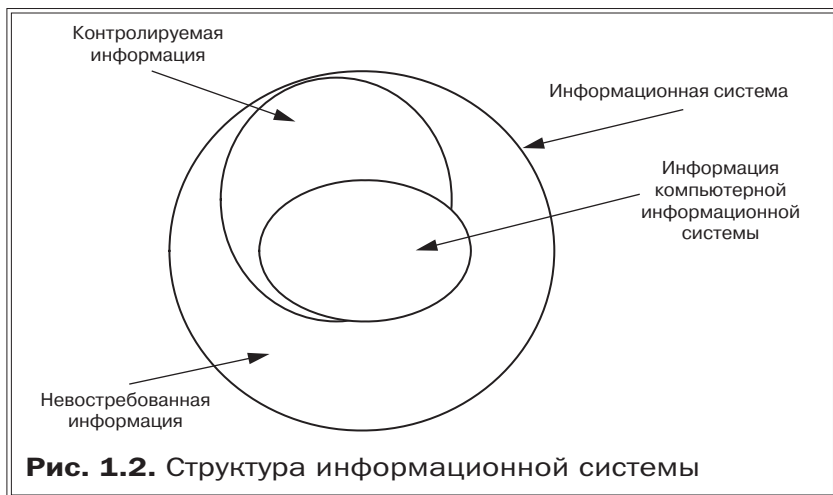 Контролируемая
информация
Информационная система
Информация
компьютерной
информационной
системы
Невостребованная
информация
Рис. 1.2. Структура информационной системы